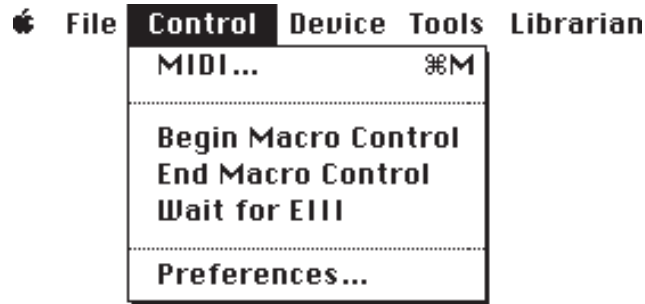 File Control Device Tools Librarian
MIDI... ⌘M
Begin Macro Control
End Macro Control
Wait for EIII
Preferences...